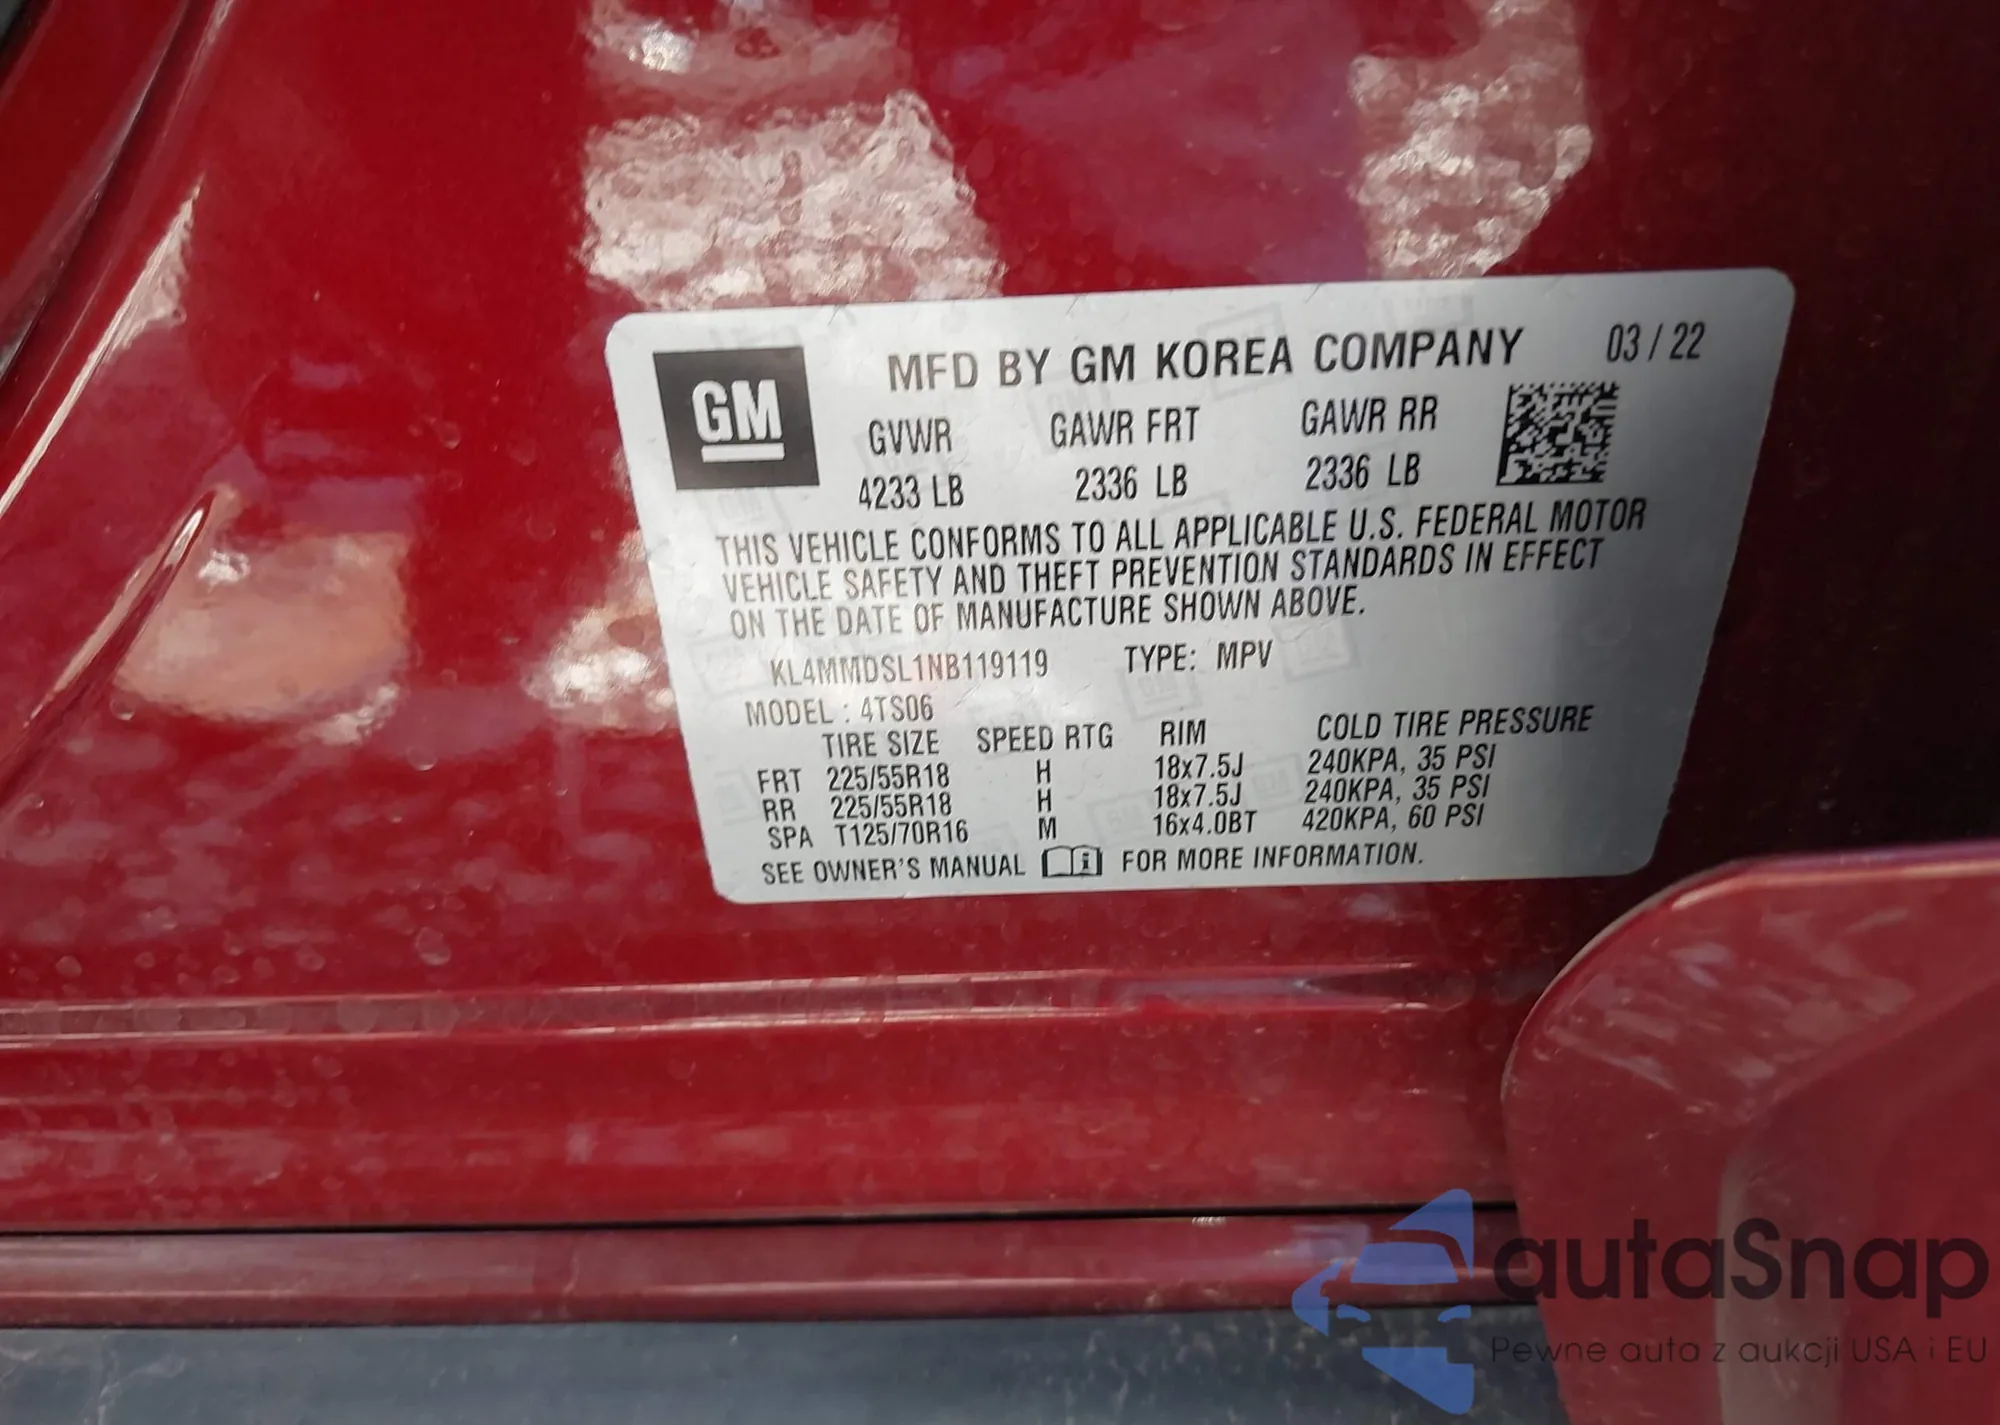 GM
MFD BY GM KOREA COMPANY 03 / 22
GVWR GAWR FRT GAWR RR
4233 LB 2336 LB 2336 LB
THIS VEHICLE CONFORMS TO ALL APPLICABLE U.S. FEDERAL MOTOR
VEHICLE SAFETY AND THEFT PREVENTION STANDARDS IN EFFECT
ON THE DATE OF MANUFACTURE SHOWN ABOVE.
KL4MMDSL1NB119119 TYPE: MPV
MODEL : 4TS06
TIRE SIZE SPEED RTG RIM COLD TIRE PRESSURE
FRT 225/55R18 H 18x7.5J 240KPA, 35 PSI
RR 225/55R18 H 18x7.5J 240KPA, 35 PSI
SPA T125/70R16 M 16x4.0BT 420KPA, 60 PSI
SEE OWNER'S MANUAL i FOR MORE INFORMATION.
autaSnap
Pewne auta z aukcji USA i EU